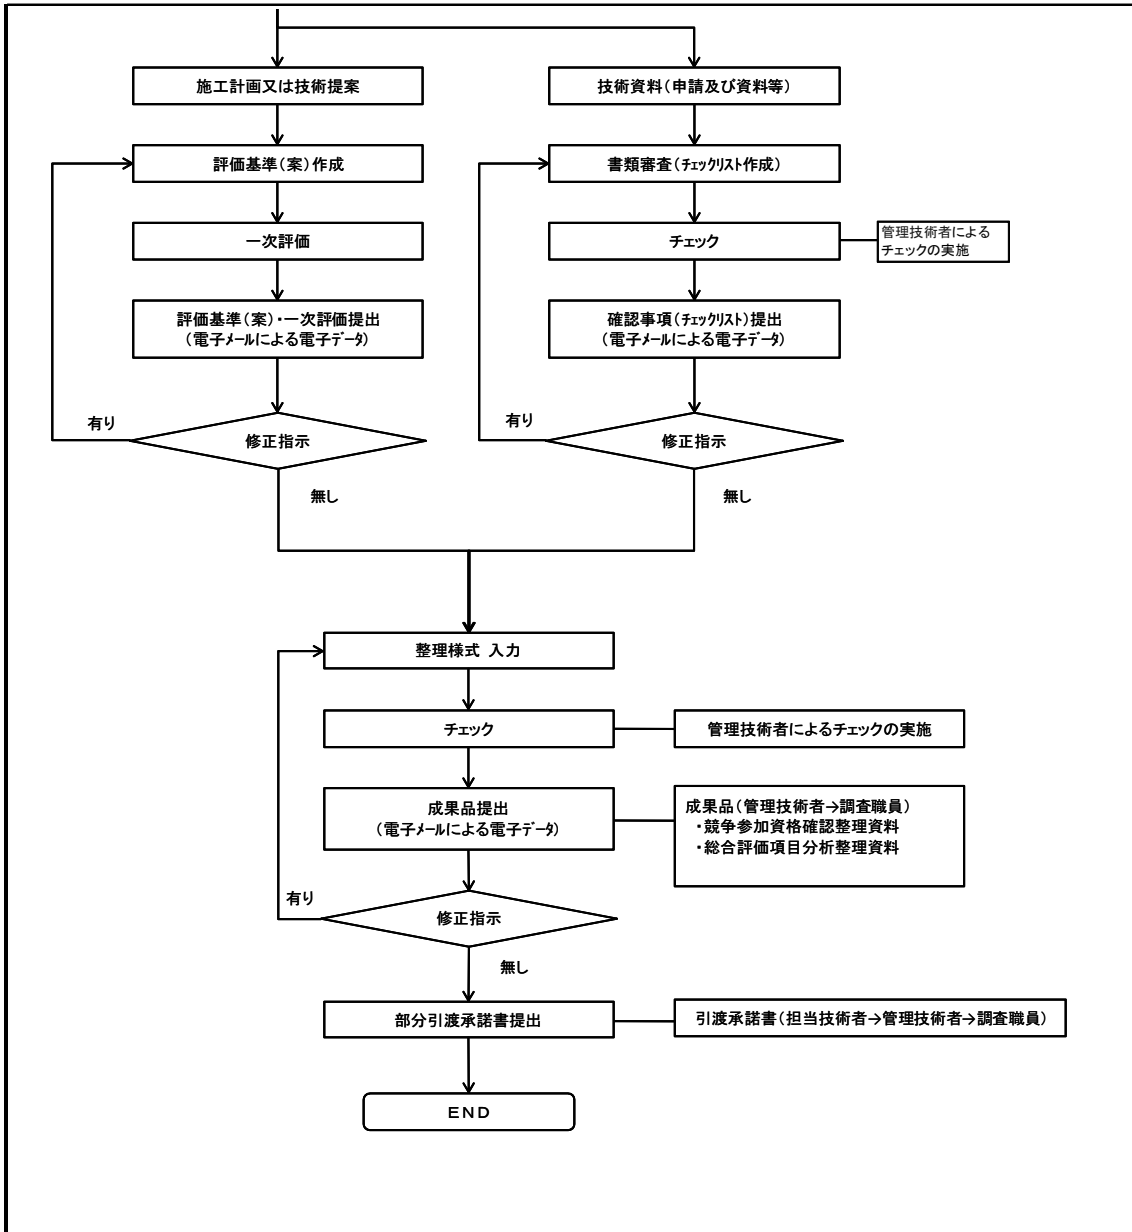 施工計画又は技術提案
技術資料（申請及び資料等）
評価基準（案）作成
書類審査（ﾁｪｯｸﾘｽﾄ作成）
一次評価
チェック
管理技術者による
チェックの実施
評価基準（案）・一次評価提出
（電子ﾒｰﾙによる電子ﾃﾞｰﾀ）
確認事項（ﾁｪｯｸﾘｽﾄ）提出
（電子ﾒｰﾙによる電子ﾃﾞｰﾀ）
有り
修正指示
有り
修正指示
無し
無し
整理様式 入力
チェック
管理技術者によるチェックの実施
成果品提出
（電子ﾒｰﾙによる電子ﾃﾞｰﾀ）
成果品（管理技術者→調査職員）
・競争参加資格確認整理資料
・総合評価項目分析整理資料
有り
修正指示
無し
部分引渡承諾書提出
引渡承諾書（担当技術者→管理技術者→調査職員）
ＥＮＤ